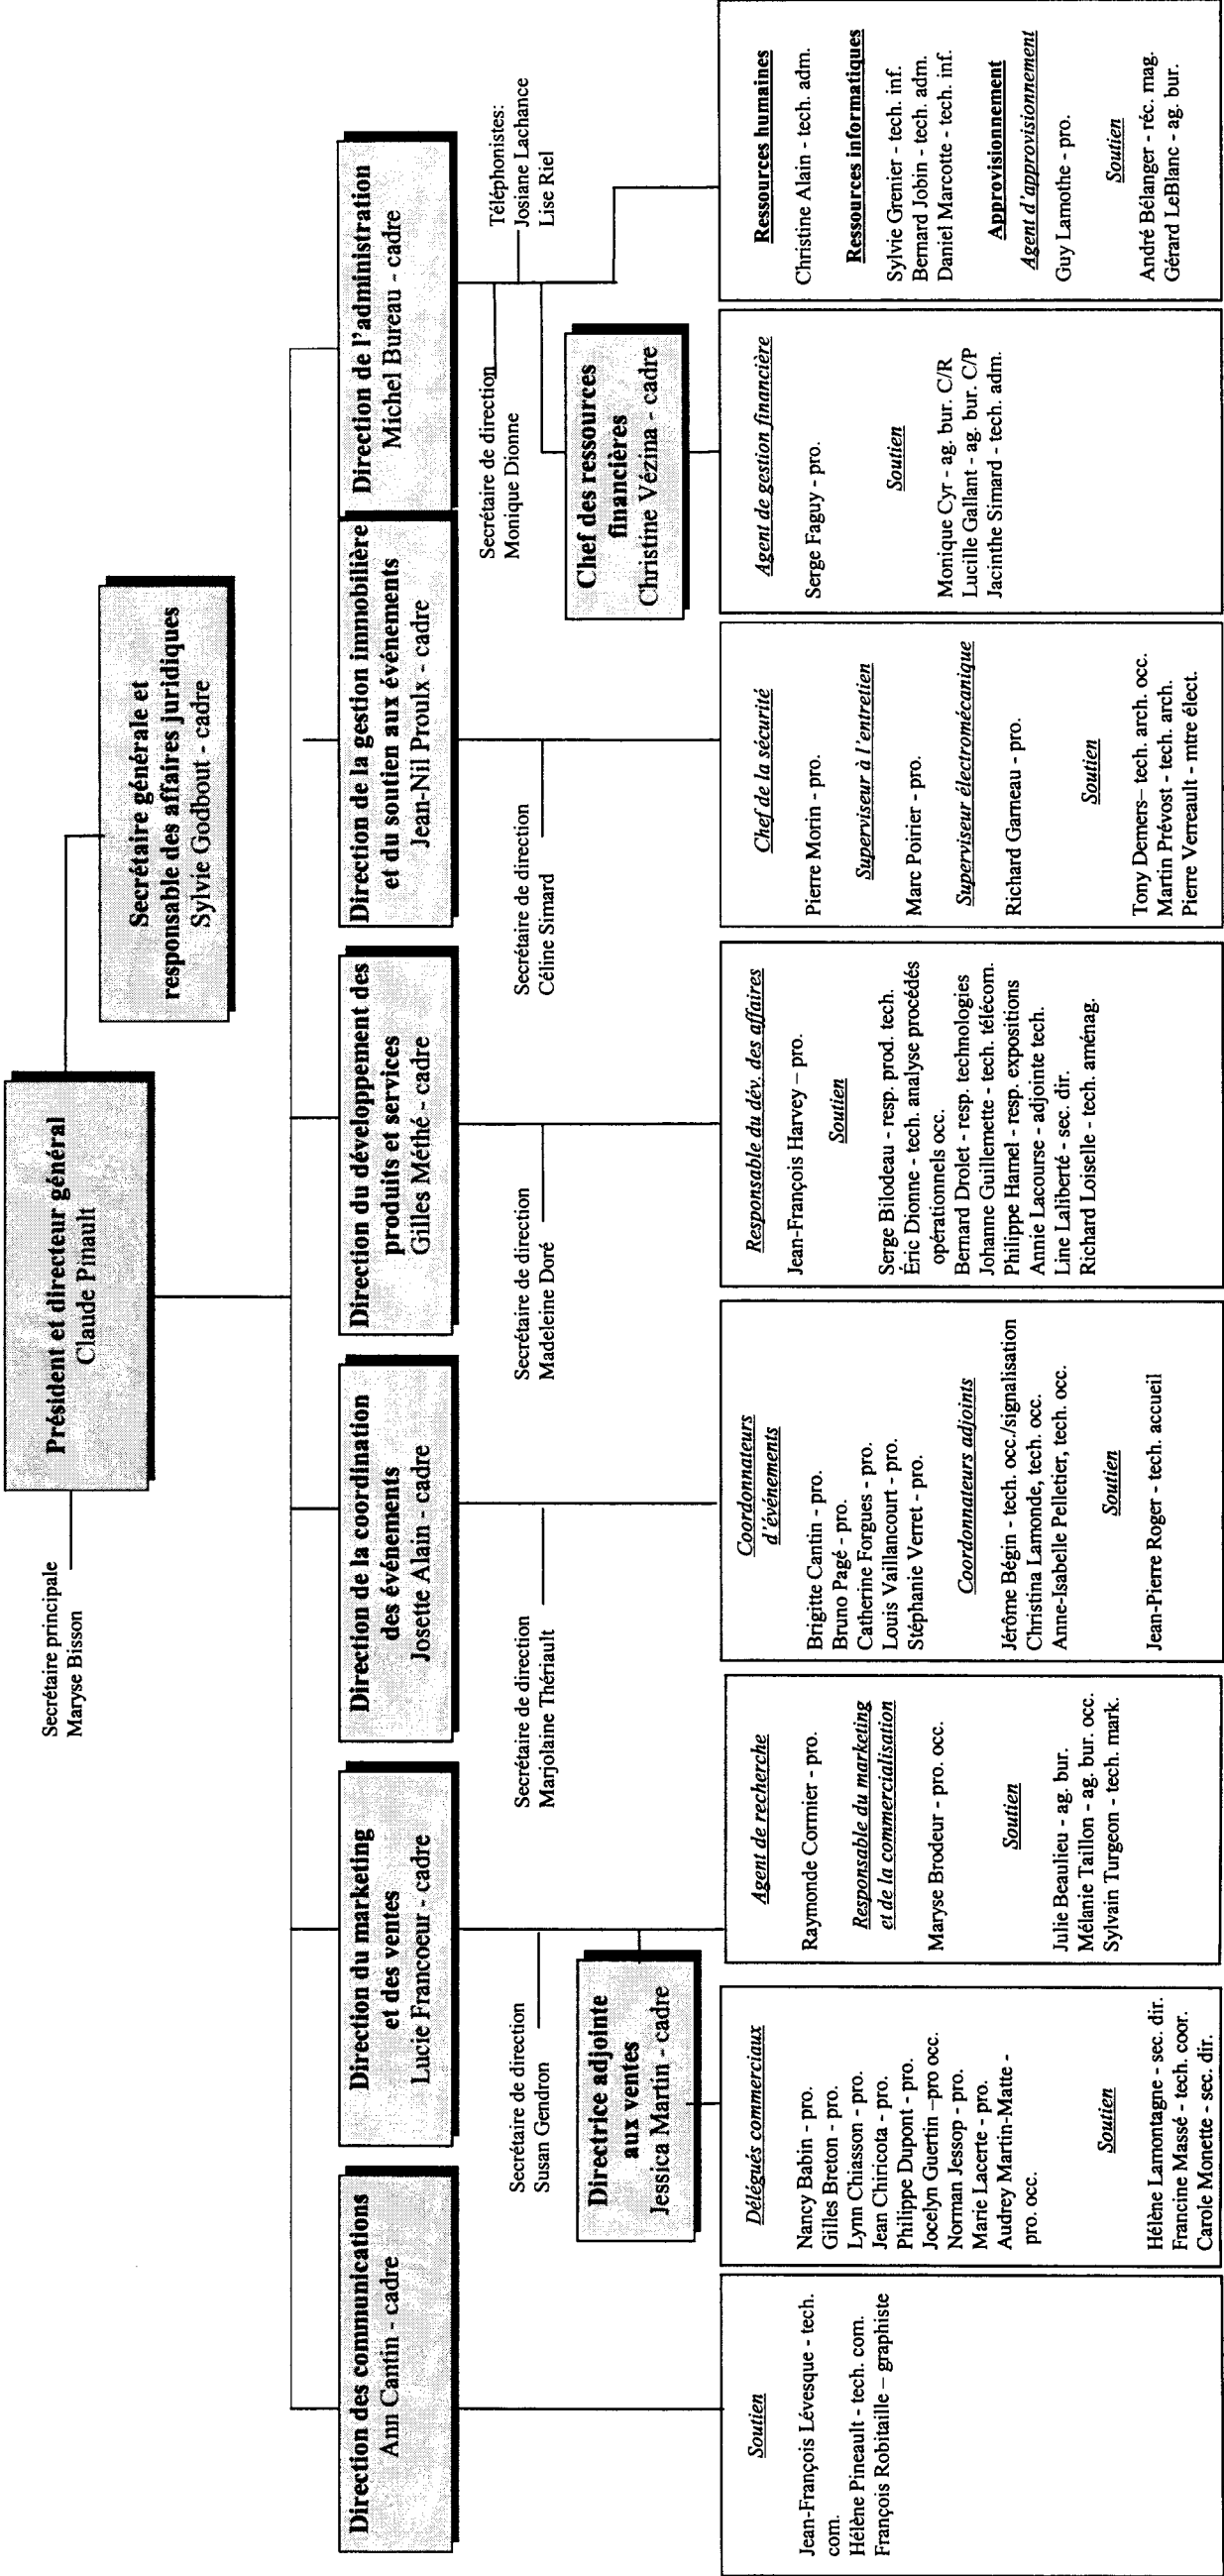 Président et directeur général
Claude Pinault
Secrétaire principale
Maryse Bisson
Secrétaire générale et
responsable des affaires juridiques
Sylvie Godbout - cadre
Direction des communications
Ann Cantin - cadre
Direction du marketing
et des ventes
Lucie Francoeur - cadre
Direction de la coordination
des événements
Josette Alain - cadre
Direction du développement des
produits et services
Gilles Méthé - cadre
Direction de la gestion immobilière
et du soutien aux événements
Jean-Nil Proulx - cadre
Direction de l'administration
Michel Bureau - cadre
Secrétaire de direction
Susan Gendron
Secrétaire de direction
Marjolaine Thériault
Secrétaire de direction
Madeleine Doré
Secrétaire de direction
Céline Simard
Secrétaire de direction
Monique Dionne
Téléphonistes:
Josiane Lachance
Lise Riel
Directrice adjointe
aux ventes
Jessica Martin - cadre
Chef des ressources
financières
Christine Vézina - cadre
Soutien
Jean-François Lévesque - tech.
com.
Hélène Pineault - tech. com.
François Robitaille – graphiste
Délégués commerciaux
Nancy Babin - pro.
Gilles Breton - pro.
Lynn Chiasson - pro.
Jean Chiricota - pro.
Philippe Dupont - pro.
Jocelyn Guertin –pro occ.
Norman Jessop - pro.
Marie Lacerte - pro.
Audrey Martin-Matte -
pro. occ.
Soutien
Hélène Lamontagne - sec. dir.
Francine Massé - tech. coor.
Carole Monette - sec. dir.
Agent de recherche
Raymonde Cormier - pro.
Responsable du marketing
et de la commercialisation
Maryse Brodeur - pro. occ.
Soutien
Julie Beaulieu - ag. bur.
Mélanie Taillon - ag. bur. occ.
Sylvain Turgeon - tech. mark.
Coordonnateurs
d'événements
Brigitte Cantin - pro.
Bruno Pagé - pro.
Catherine Forgues - pro.
Louis Vaillancourt - pro.
Stéphanie Verret - pro.
Coordonnateurs adjoints
Jérôme Bégin - tech. occ./signalisation
Christina Lamonde, tech. occ.
Anne-Isabelle Pelletier, tech. occ.
Soutien
Jean-Pierre Roger - tech. accueil
Responsable du dév. des affaires
Jean-François Harvey – pro.
Soutien
Serge Bilodeau - resp. prod. tech.
Éric Dionne - tech. analyse procédés
opérationnels occ.
Bernard Drolet - resp. technologies
Johanne Guillemette - tech. télécom.
Philippe Hamel - resp. expositions
Annie Lacourse - adjointe tech.
Line Laliberté - sec. dir.
Richard Loiselle - tech. aménag.
Chef de la sécurité
Pierre Morin - pro.
Superviseur à l'entretien
Marc Poirier - pro.
Superviseur électromécanique
Richard Garneau - pro.
Soutien
Tony Demers– tech. arch. occ.
Martin Prévost - tech. arch.
Pierre Verreault - mtre élect.
Agent de gestion financière
Serge Faguy - pro.
Soutien
Monique Cyr - ag. bur. C/R
Lucille Gallant - ag. bur. C/P
Jacinthe Simard - tech. adm.
Ressources humaines
Christine Alain - tech. adm.
Ressources informatiques
Sylvie Grenier - tech. inf.
Bernard Jobin - tech. adm.
Daniel Marcotte - tech. inf.
Approvisionnement
Agent d'approvisionnement
Guy Lamothe - pro.
Soutien
André Bélanger - réc. mag.
Gérard LeBlanc - ag. bur.